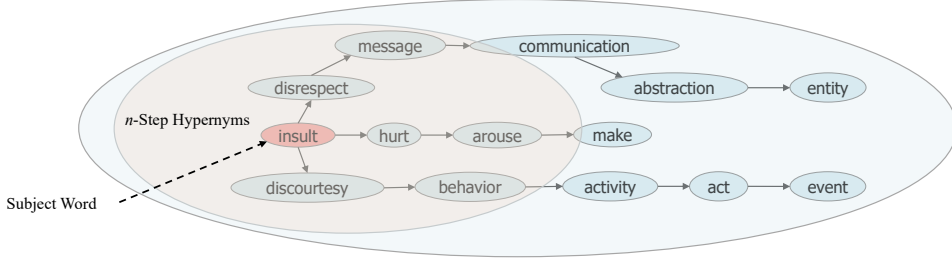 message
communication
disrespect
abstraction
entity
n-Step Hypernyms
insult
hurt
arouse
make
discourtesy
behavior
activity
act
event
Subject Word